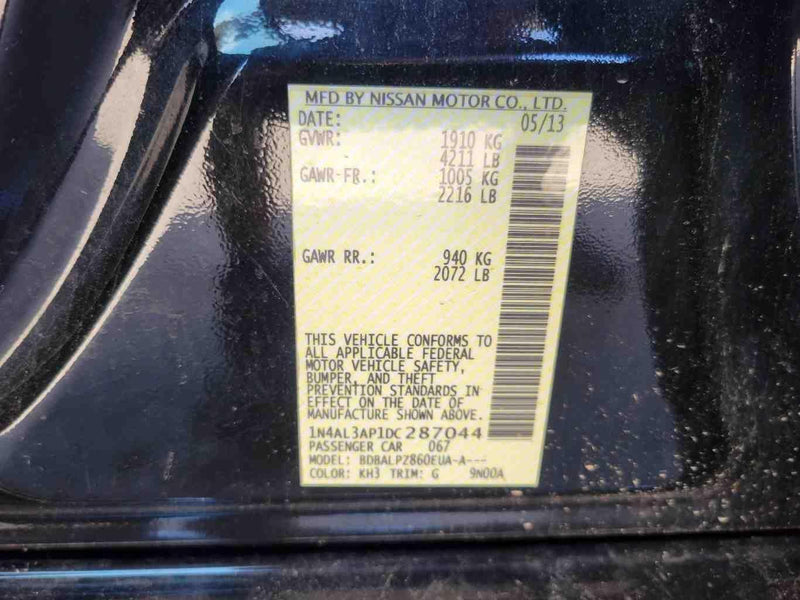 MFD BY NISSAN MOTOR CO., LTD.
DATE: 05/13
GVWR: 1910 KG
4211 LB
GAWR-FR.: 1005 KG
2216 LB
GAWR RR.: 940 KG
2072 LB
THIS VEHICLE CONFORMS TO
ALL APPLICABLE FEDERAL
MOTOR VEHICLE SAFETY,
BUMPER, AND THEFT
PREVENTION STANDARDS IN
EFFECT ON THE DATE OF
MANUFACTURE SHOWN ABOVE.
1N4AL3AP1DC287044
PASSENGER CAR 067
MODEL: BDBALPZ860EUA-A---
COLOR: KH3 TRIM: G 9N00A